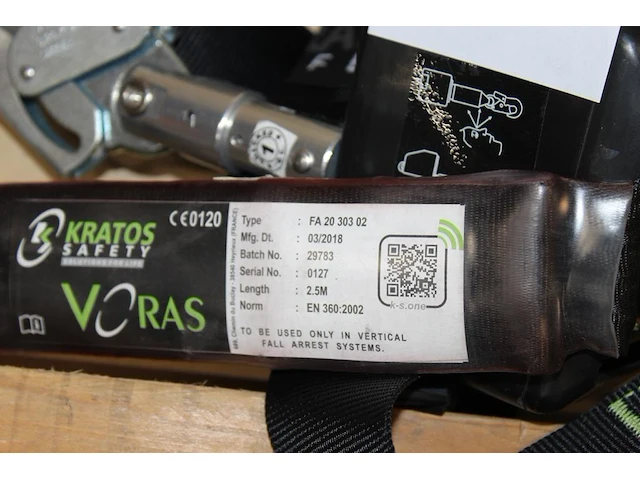 KRATOS
SAFETY
SOLUTIONS FOR LIFE
CE0120
VORAS
Type : FA 20 303 02
Mfg. Dt. : 03/2018
Batch No. : 29783
Serial No. : 0127
Length : 2.5M
Norm : EN 360:2002
TO BE USED ONLY IN VERTICAL
FALL ARREST SYSTEMS.
k-s.one
1